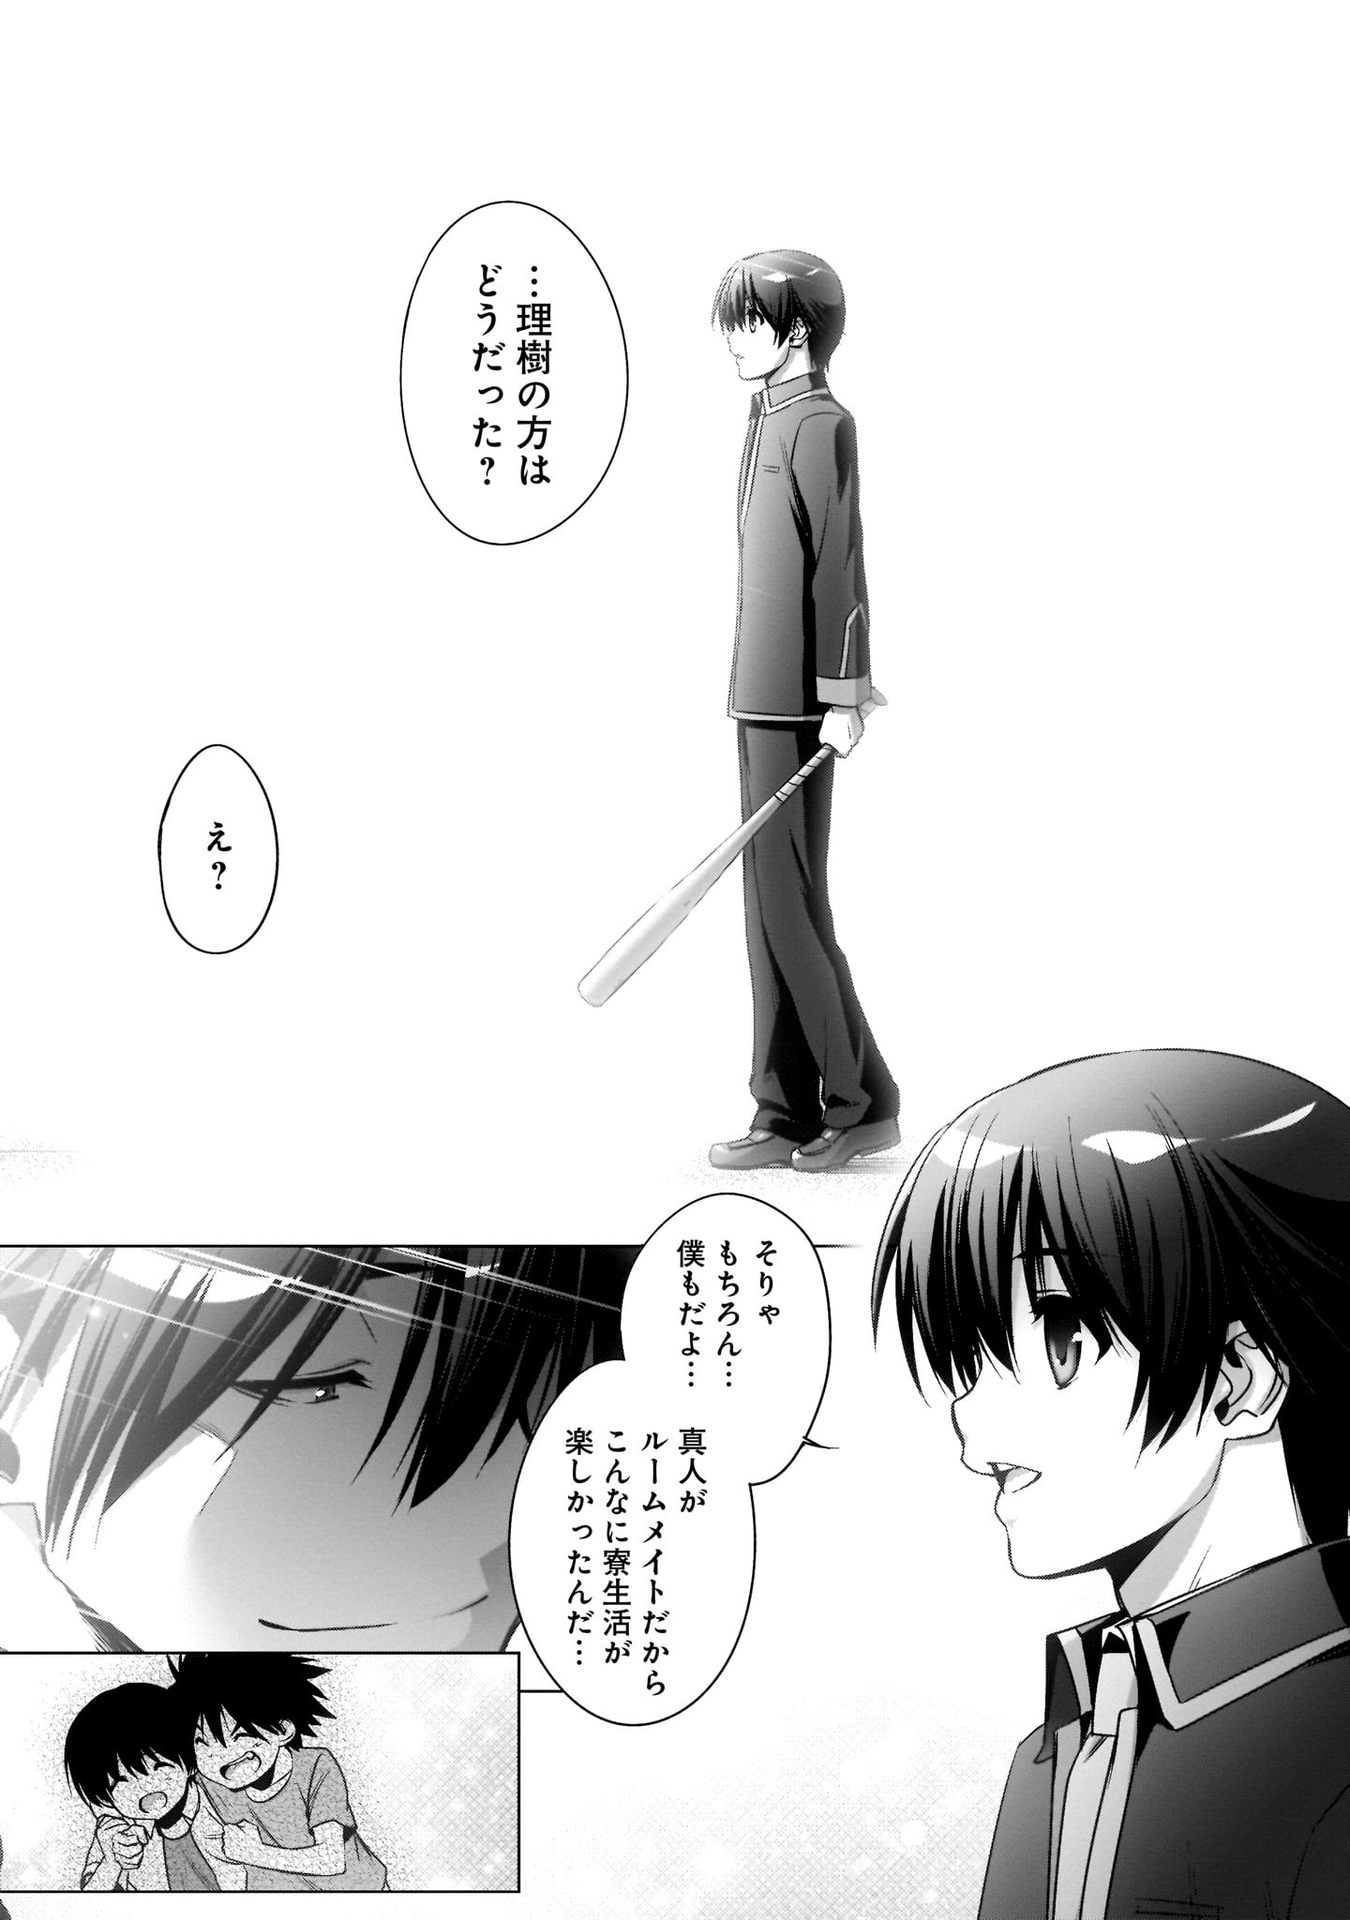 …理樹の方は
どうだった?
え?
そりゃ
もちろん…
僕もだよ…
真人が
ルームメイトだから
こんなに寮生活が
楽しかったんだ…